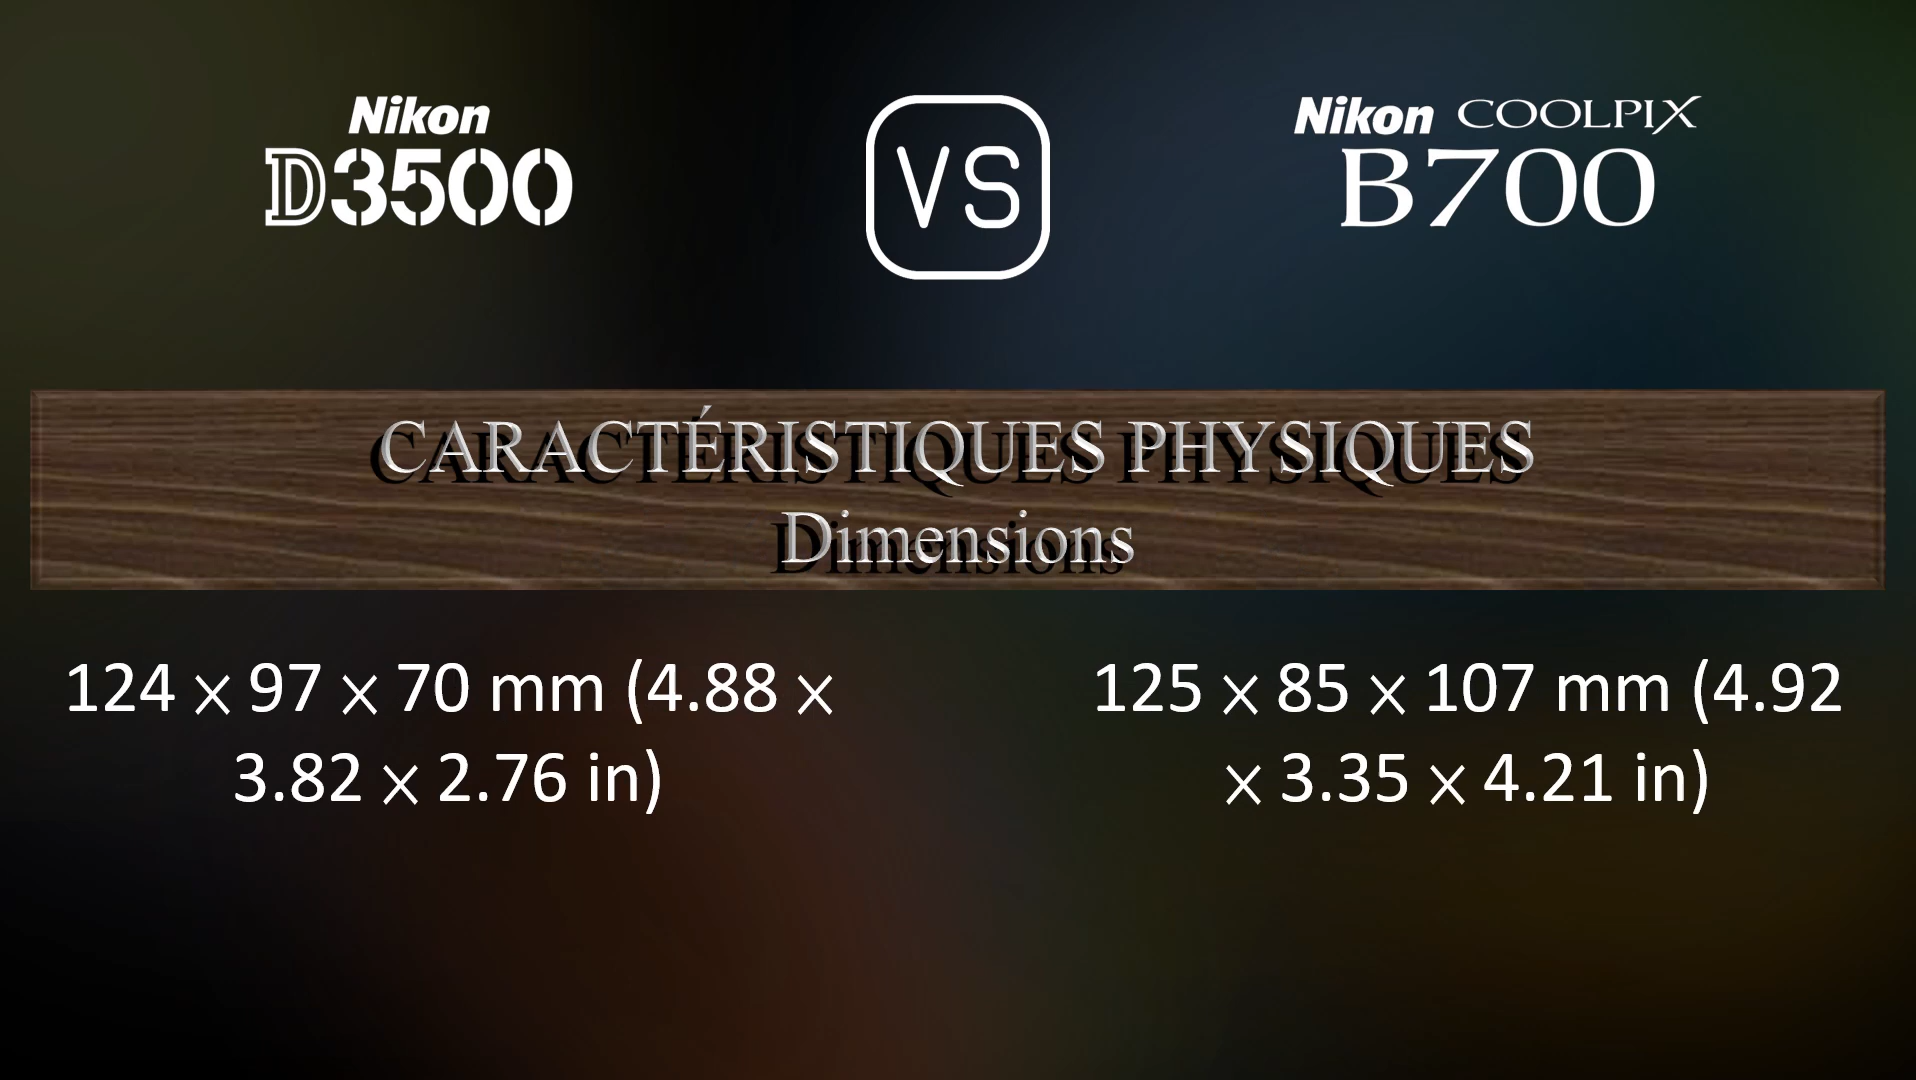 Nikon
D3500
VS
Nikon COOLPIX
B700
CARACTÉRISTIQUES PHYSIQUES
Dimensions
124 x 97 x 70 mm (4.88 x
3.82 x 2.76 in)
125 x 85 x 107 mm (4.92
x 3.35 x 4.21 in)